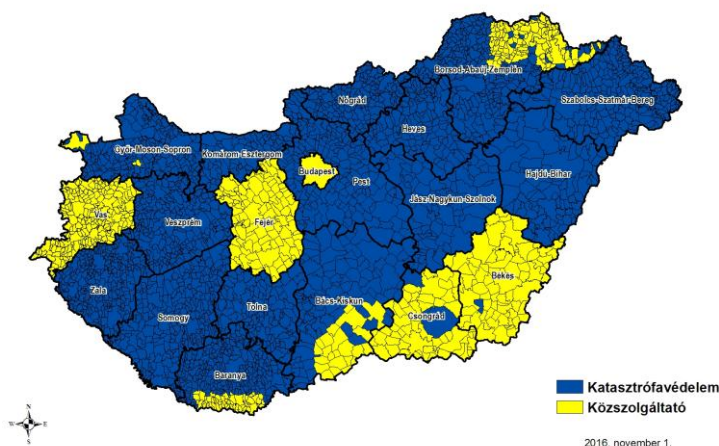 Borsod-Abaúj-Zemplén
Szabolcs-Szatmár-Bereg
Nógrád
Heves
Győr-Moson-Sopron
Komárom-Esztergom
Budapest
Pest
Hajdú-Bihar
Jász-Nagykun-Szolnok
Vas
Veszprém
Fejér
Békés
Zala
Somogy
Tolna
Bács-Kiskun
Csongrád
Baranya
N
W
E
S
Katasztrófavédelem
Közszolgáltató
2016. november 1.